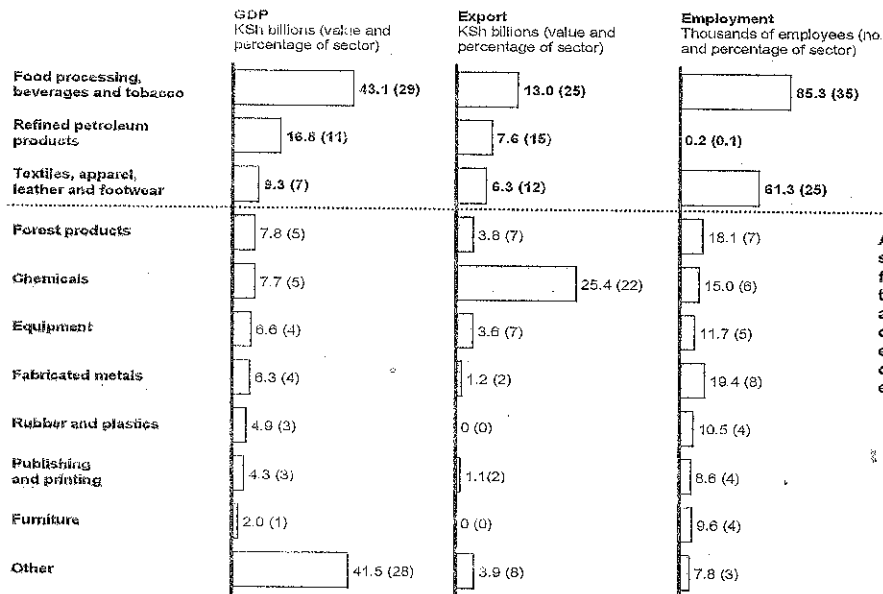 GDP
KSh billions (value and
percentage of sector)
Export
KSh billions (value and
percentage of sector)
Employment
Thousands of employees (no.
and percentage of sector)
Food processing,
beverages and tobacco
43.1 (29)
13.0 (25)
85.3 (35)
Refined petroleum
products
16.8 (11)
7.6 (15)
0.2 (0.1)
Textiles, apparel,
leather and footwear
9.3 (7)
6.3 (12)
61.3 (25)
Forest products
7.8 (5)
3.8 (7)
18.1 (7)
Chemicals
7.7 (5)
25.4 (22)
15.0 (6)
Equipment
6.6 (4)
3.6 (7)
11.7 (5)
Fabricated metals
6.3 (4)
1.2 (2)
19.4 (8)
Rubber and plastics
4.9 (3)
0 (0)
10.5 (4)
Publishing
and printing
4.3 (3)
1.1(2)
8.6 (4)
Furniture
2.0 (1)
0 (0)
9.6 (4)
Other
41.5 (28)
3.9 (8)
7.8 (3)